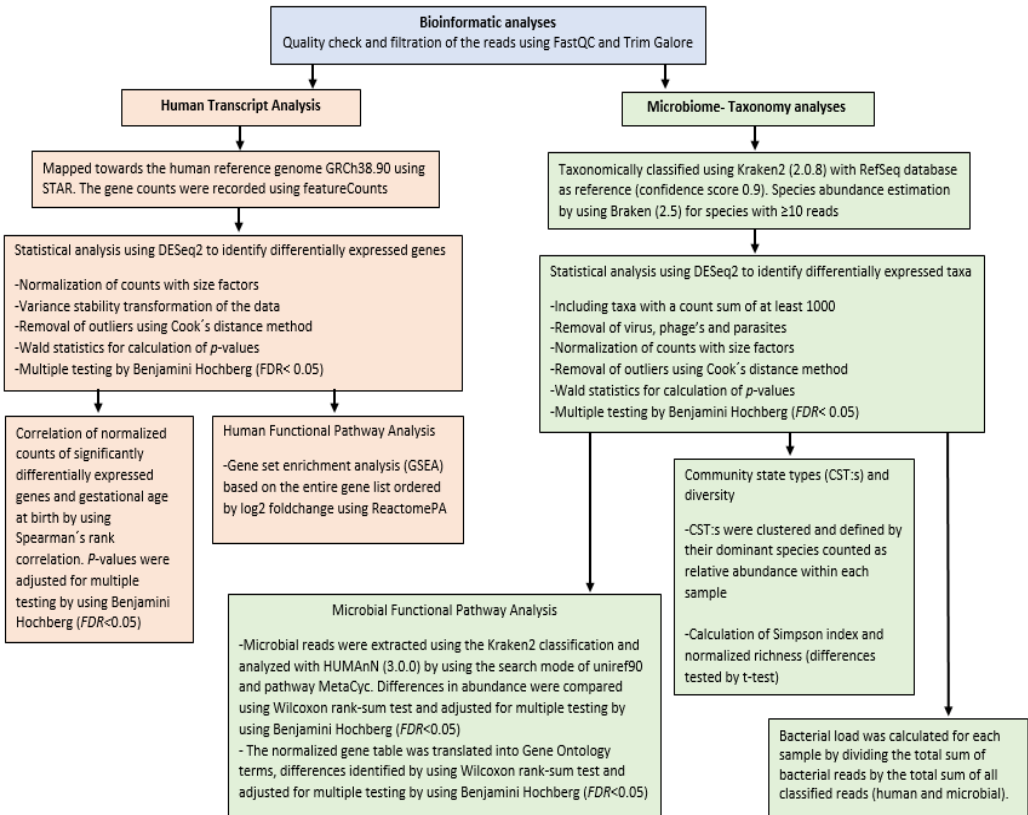 Bioinformatic analyses
Quality check and filtration of the reads using FastQC and Trim Galore
Human Transcript Analysis
Mapped towards the human reference genome GRCh38.90 using
STAR. The gene counts were recorded using featureCounts
Statistical analysis using DESeq2 to identify differentially expressed genes
-Normalization of counts with size factors
-Variance stability transformation of the data
-Removal of outliers using Cook´s distance method
-Wald statistics for calculation of p-values
-Multiple testing by Benjamini Hochberg (FDR< 0.05)
Correlation of normalized
counts of significantly
differentially expressed
genes and gestational age
at birth by using
Spearman´s rank
correlation. P-values were
adjusted for multiple
testing by using Benjamini
Hochberg (FDR<0.05)
Human Functional Pathway Analysis
-Gene set enrichment analysis (GSEA)
based on the entire gene list ordered
by log2 foldchange using ReactomePA
Microbiome- Taxonomy analyses
Taxonomically classified using Kraken2 (2.0.8) with RefSeq database
as reference (confidence score 0.9). Species abundance estimation
by using Braken (2.5) for species with ≥10 reads
Statistical analysis using DESeq2 to identify differentially expressed taxa
-Including taxa with a count sum of at least 1000
-Removal of virus, phage’s and parasites
-Normalization of counts with size factors
-Removal of outliers using Cook´s distance method
-Wald statistics for calculation of p-values
-Multiple testing by Benjamini Hochberg (FDR< 0.05)
Microbial Functional Pathway Analysis
-Microbial reads were extracted using the Kraken2 classification and
analyzed with HUMAnN (3.0.0) by using the search mode of uniref90
and pathway MetaCyc. Differences in abundance were compared
using Wilcoxon rank-sum test and adjusted for multiple testing by
using Benjamini Hochberg (FDR<0.05)
- The normalized gene table was translated into Gene Ontology
terms, differences identified by using Wilcoxon rank-sum test and
adjusted for multiple testing by using Benjamini Hochberg (FDR<0.05)
Community state types (CST:s) and
diversity
-CST:s were clustered and defined by
their dominant species counted as
relative abundance within each
sample
-Calculation of Simpson index and
normalized richness (differences
tested by t-test)
Bacterial load was calculated for each
sample by dividing the total sum of
bacterial reads by the total sum of all
classified reads (human and microbial).